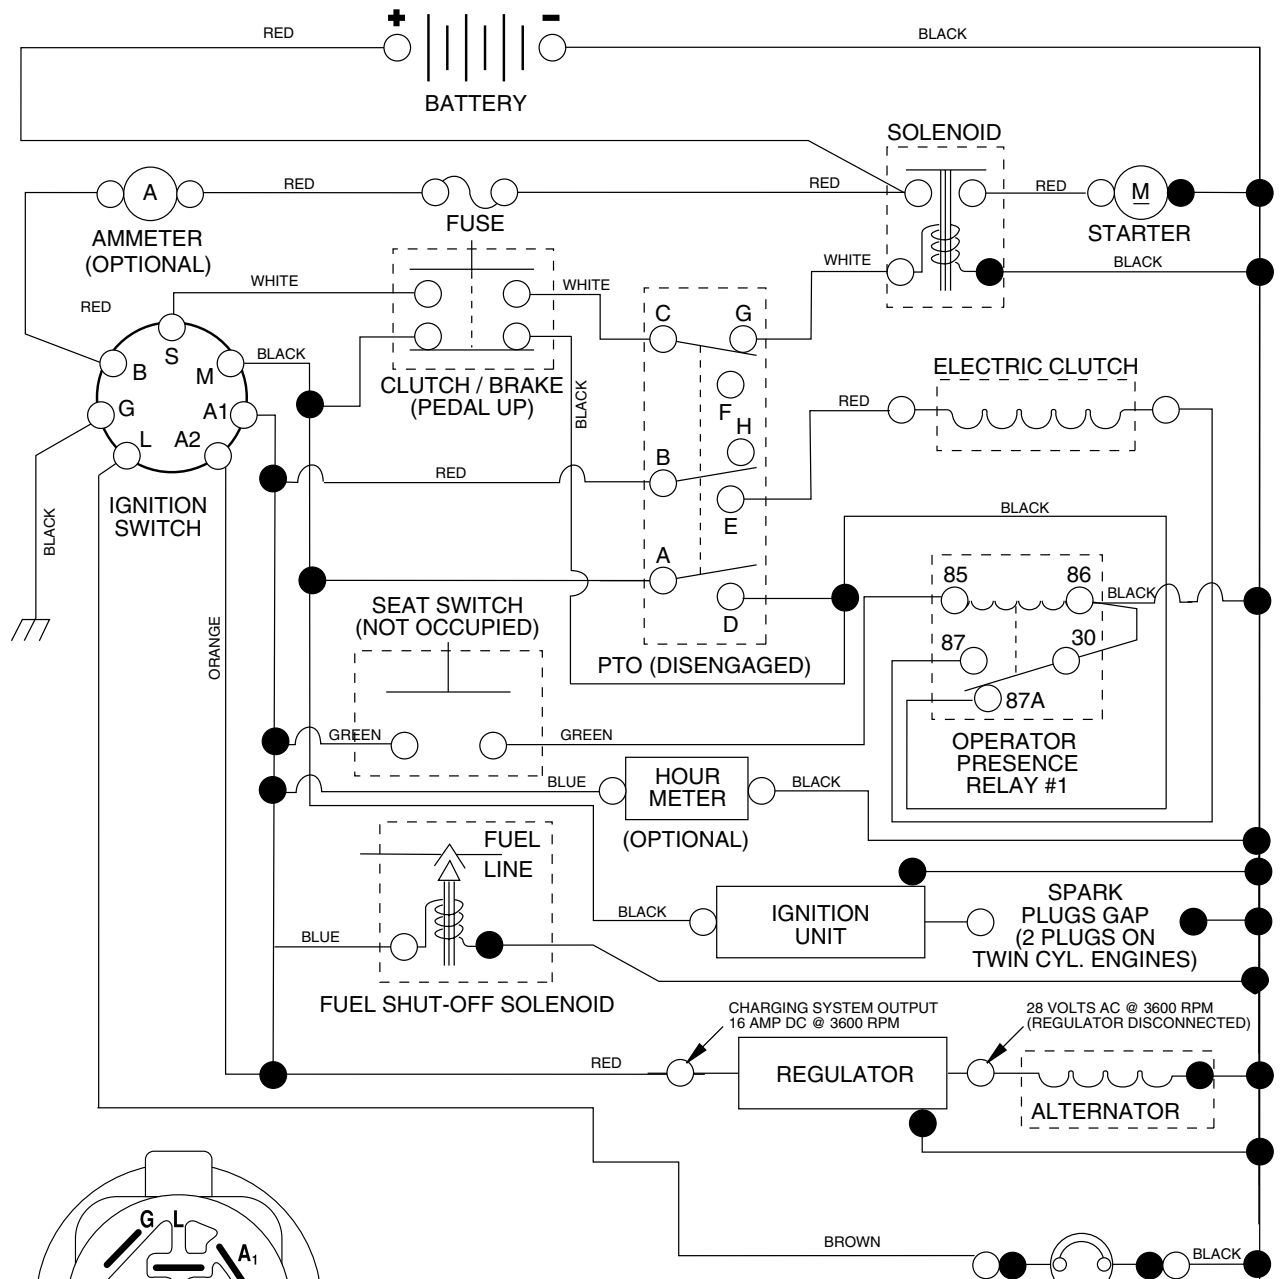 +
-
RED
BLACK
BATTERY
SOLENOID
A
RED
RED
RED
M
FUSE
AMMETER
(OPTIONAL)
STARTER
WHITE
WHITE
WHITE
BLACK
RED
S
B
M
BLACK
C
G
CLUTCH / BRAKE
(PEDAL UP)
BLACK
ELECTRIC CLUTCH
G
A1
L
A2
F
RED
H
B
RED
E
IGNITION
SWITCH
BLACK
BLACK
A
85
86
BLACK
SEAT SWITCH
(NOT OCCUPIED)
D
ORANGE
87
30
PTO (DISENGAGED)
87A
GREEN
GREEN
OPERATOR
PRESENCE
RELAY #1
BLUE
HOUR
METER
BLACK
(OPTIONAL)
FUEL
LINE
SPARK
PLUGS GAP
(2 PLUGS ON
TWIN CYL. ENGINES)
BLACK
IGNITION
UNIT
BLUE
FUEL SHUT-OFF SOLENOID
CHARGING SYSTEM OUTPUT
16 AMP DC @ 3600 RPM
28 VOLTS AC @ 3600 RPM
(REGULATOR DISCONNECTED)
RED
REGULATOR
ALTERNATOR
G
L
A1
BROWN
BLACK